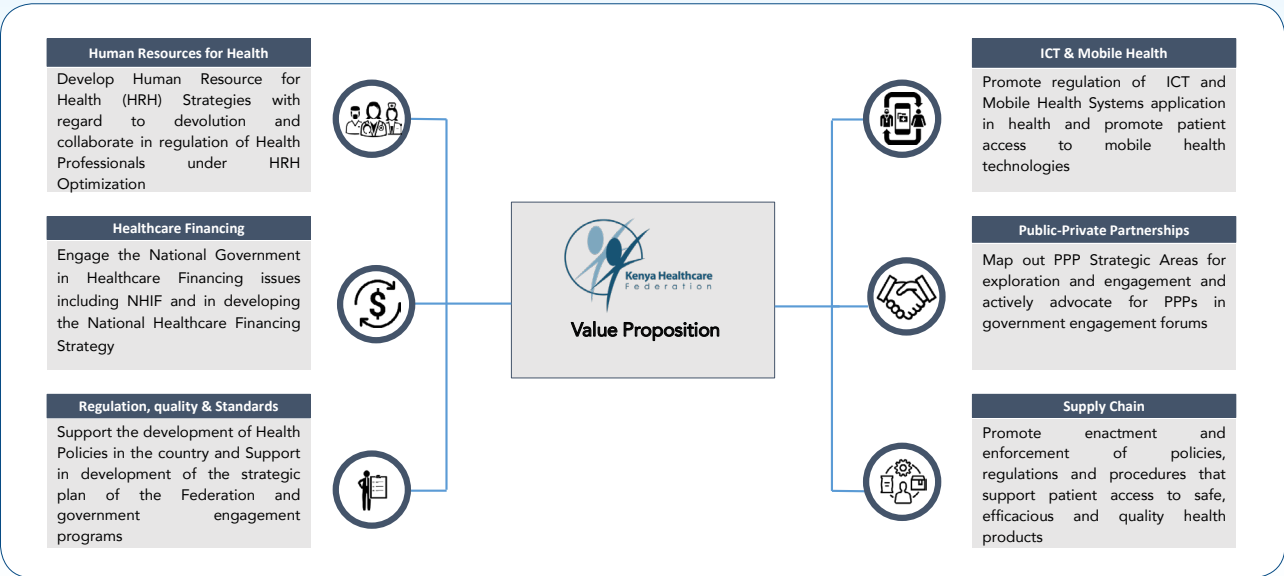 Human Resources for Health
Develop Human Resource for
Health (HRH) Strategies with
regard to devolution and
collaborate in regulation of Health
Professionals under HRH
Optimization
Healthcare Financing
Engage the National Government
in Healthcare Financing issues
including NHIF and in developing
the National Healthcare Financing
Strategy
Regulation, quality & Standards
Support the development of Health
Policies in the country and Support
in development of the strategic
plan of the Federation and
government engagement
programs
Kenya Healthcare
Federation
Value Proposition
ICT & Mobile Health
Promote regulation of ICT and
Mobile Health Systems application
in health and promote patient
access to mobile health
technologies
Public-Private Partnerships
Map out PPP Strategic Areas for
exploration and engagement and
actively advocate for PPPs in
government engagement forums
Supply Chain
Promote enactment and
enforcement of policies,
regulations and procedures that
support patient access to safe,
efficacious and quality health
products